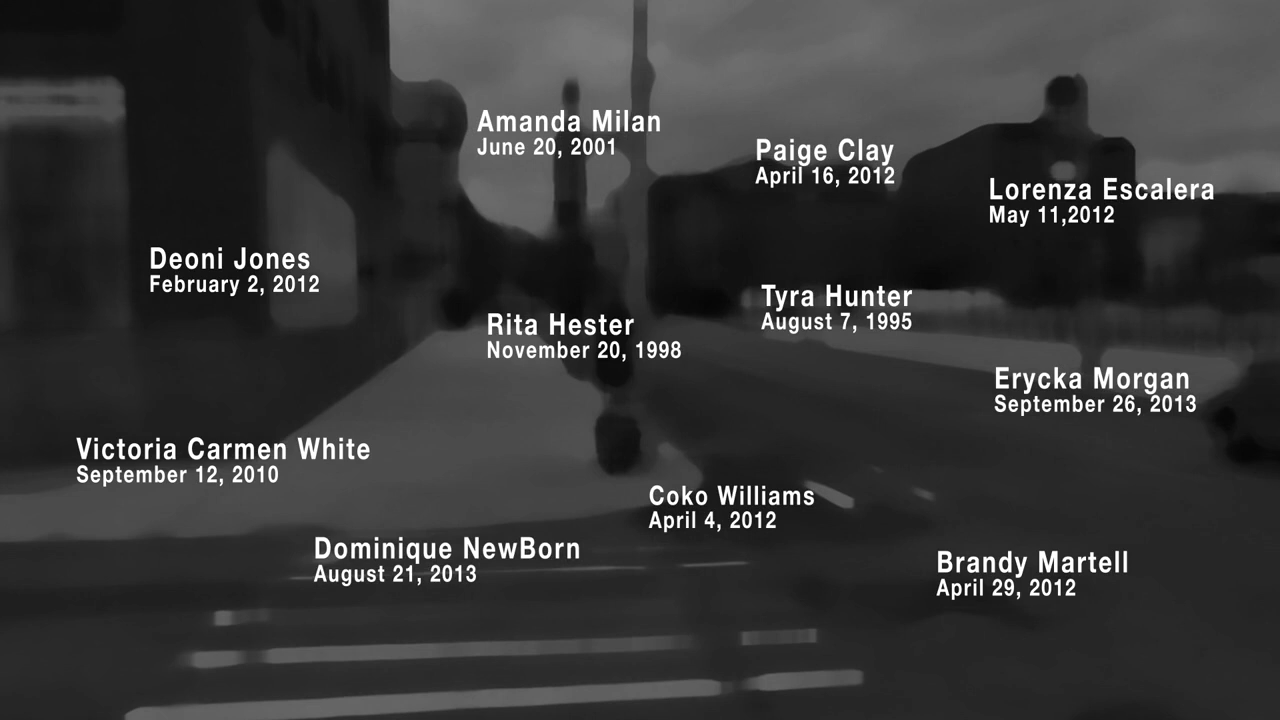 Amanda Milan
June 20, 2001
Paige Clay
April 16, 2012
Lorenza Escalera
May 11,2012
Deoni Jones
February 2, 2012
Tyra Hunter
August 7, 1995
Rita Hester
November 20, 1998
Erycka Morgan
September 26, 2013
Victoria Carmen White
September 12, 2010
Coko Williams
April 4, 2012
Dominique NewBorn
August 21, 2013
Brandy Martell
April 29, 2012